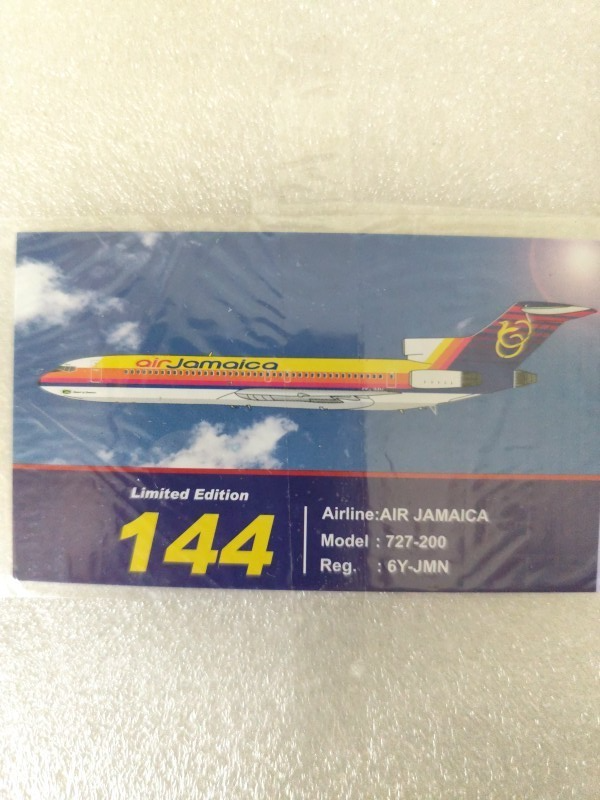 airJamaica
Limited Edition
144
Airline:AIR JAMAICA
Model : 727-200
Reg. : 6Y-JMN